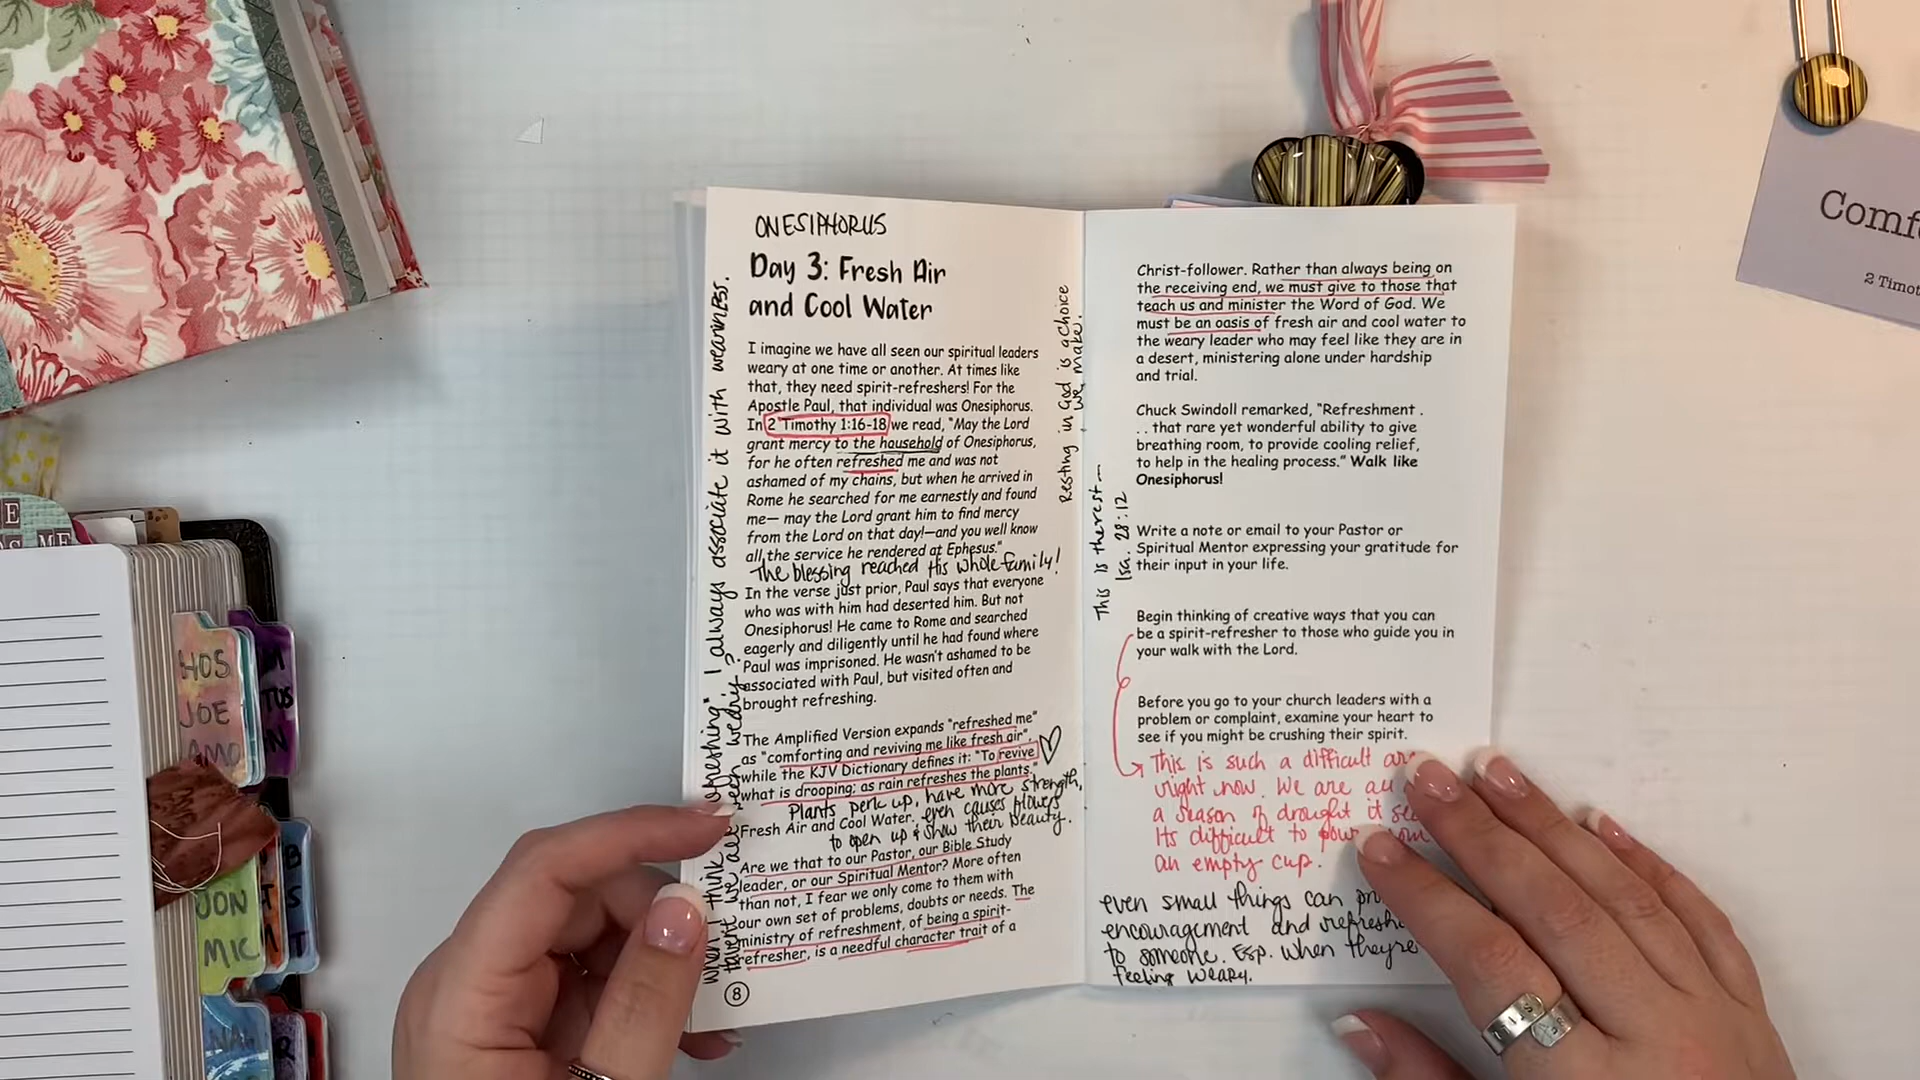 ONESIPHORUS
Day 3: Fresh Air
and Cool Water
I imagine we have all seen our spiritual leaders
weary at one time or another. At times like
that, they need spirit-refreshers! For the
Apostle Paul, that individual was Onesiphorus.
In 2 Timothy 1:16-18 we read, "May the Lord
grant mercy to the household of Onesiphorus,
for he often refreshed me and was not
ashamed of my chains, but when he arrived in
Rome he searched for me earnestly and found
me— may the Lord grant him to find mercy
from the Lord on that day!—and you well know
all the service he rendered at Ephesus."
The blessing reached His whole family!
In the verse just prior, Paul says that everyone
who was with him had deserted him. But not
Onesiphorus! He came to Rome and searched
eagerly and diligently until he had found where
Paul was imprisoned. He wasn't ashamed to be
associated with Paul, but visited often and
brought refreshing.
The Amplified Version expands "refreshed me"
as "comforting and reviving me like fresh air",
while the KJV Dictionary defines it: "To revive
what is drooping; as rain refreshes the plants."
Plants perk up, have more strength,
Fresh Air and Cool Water. even causes flowers
to open up & show their beauty.
Are we that to our Pastor, our Bible Study
leader, or our Spiritual Mentor? More often
than not, I fear we only come to them with
our own set of problems, doubts or needs. The
ministry of refreshment, of being a spirit-
refresher, is a needful character trait of a
8
when I think "refreshing" I always associate it with weariness.
Haven't we all been weary?
Resting in God is a choice
we make.
This is the rest—
Isa. 28:12
Christ-follower. Rather than always being on
the receiving end, we must give to those that
teach us and minister the Word of God. We
must be an oasis of fresh air and cool water to
the weary leader who may feel like they are in
a desert, ministering alone under hardship
and trial.
Chuck Swindoll remarked, "Refreshment .
. . that rare yet wonderful ability to give
breathing room, to provide cooling relief,
to help in the healing process." Walk like
Onesiphorus!
Write a note or email to your Pastor or
Spiritual Mentor expressing your gratitude for
their input in your life.
Begin thinking of creative ways that you can
be a spirit-refresher to those who guide you in
your walk with the Lord.
Before you go to your church leaders with a
problem or complaint, examine your heart to
see if you might be crushing their spirit.
This is such a difficult
right now. We are
a season of drought it
Its difficult to pour
an empty cup.
even small things can
encouragement and
to someone. Esp. when they're
feeling weary.
2
HOS
JOE
AMO
JON
MIC